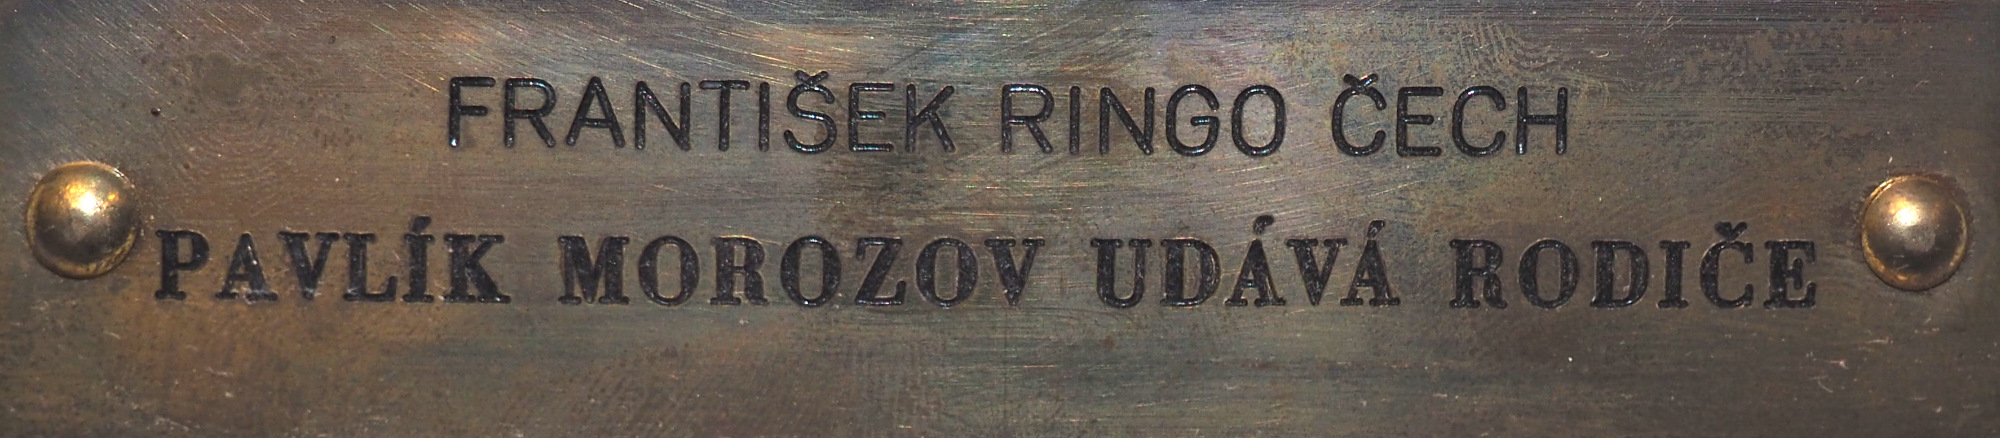 FRANTIŠEK RINGO ČECH
PAVLÍK MOROZOV UDÁVÁ RODIČE